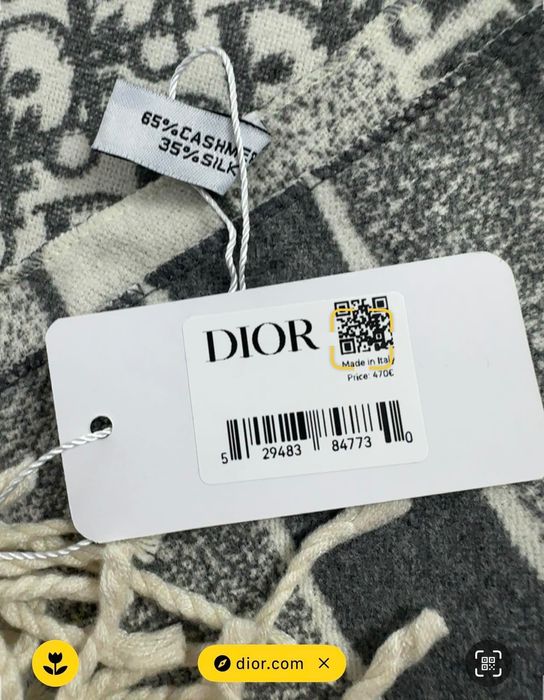 65%CASHMERE
35%SILK
DIOR
Made in Italy
Price: 470€
5 29483 84773 0
dior.com